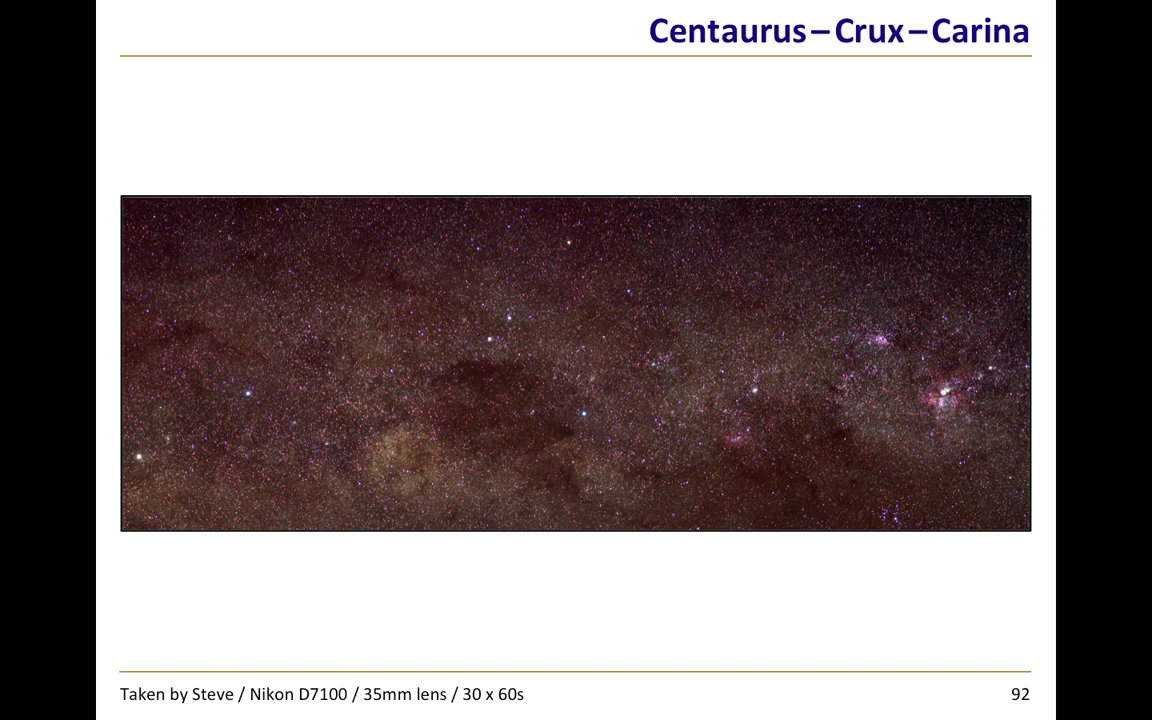 Centaurus – Crux – Carina
Taken by Steve / Nikon D7100 / 35mm lens / 30 x 60s
92